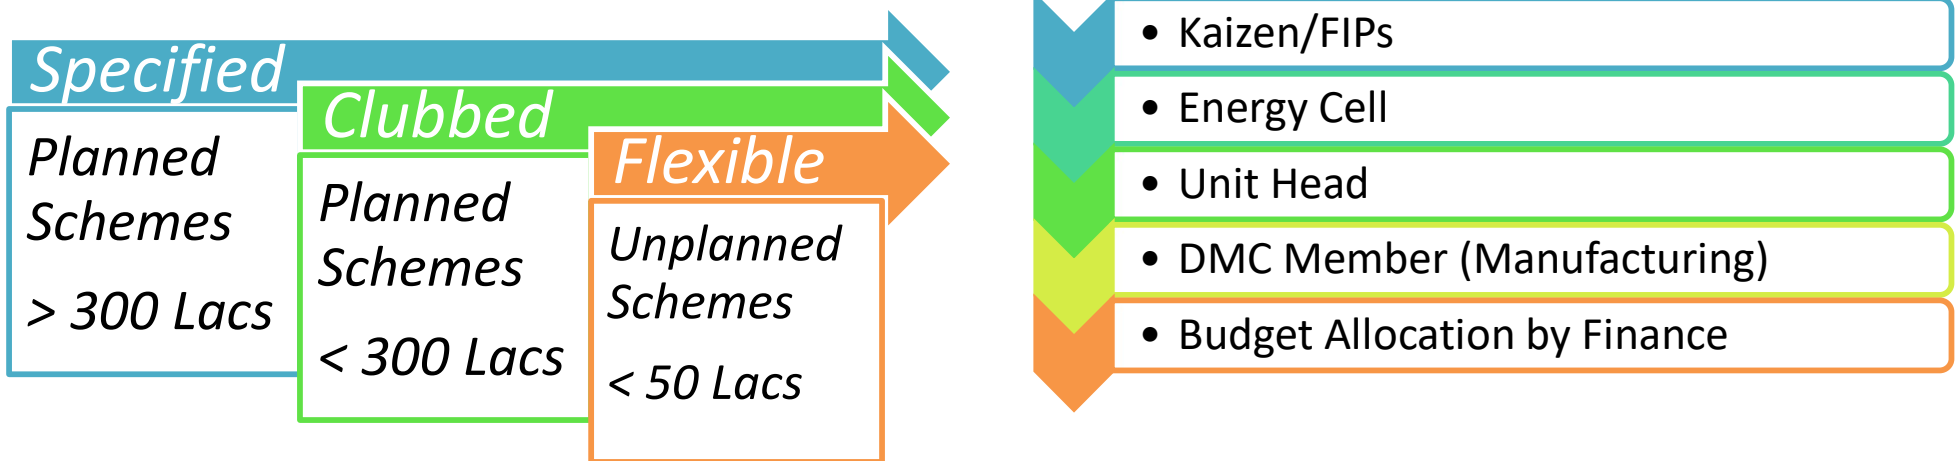 Specified
Planned
Schemes
> 300 Lacs
Clubbed
Planned
Schemes
< 300 Lacs
Flexible
Unplanned
Schemes
< 50 Lacs
• Kaizen/FIPs
• Energy Cell
• Unit Head
• DMC Member (Manufacturing)
• Budget Allocation by Finance